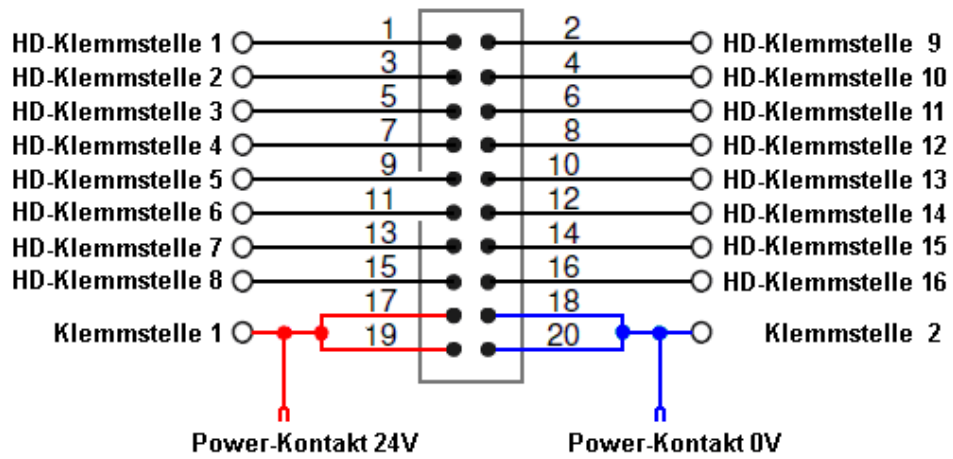 HD-Klemmstelle 1 1 2 HD-Klemmstelle 9
HD-Klemmstelle 2 3 4 HD-Klemmstelle 10
HD-Klemmstelle 3 5 6 HD-Klemmstelle 11
HD-Klemmstelle 4 7 8 HD-Klemmstelle 12
HD-Klemmstelle 5 9 10 HD-Klemmstelle 13
HD-Klemmstelle 6 11 12 HD-Klemmstelle 14
HD-Klemmstelle 7 13 14 HD-Klemmstelle 15
HD-Klemmstelle 8 15 16 HD-Klemmstelle 16
17 18
Klemmstelle 1 19 20 Klemmstelle 2
Power-Kontakt 24V Power-Kontakt 0V